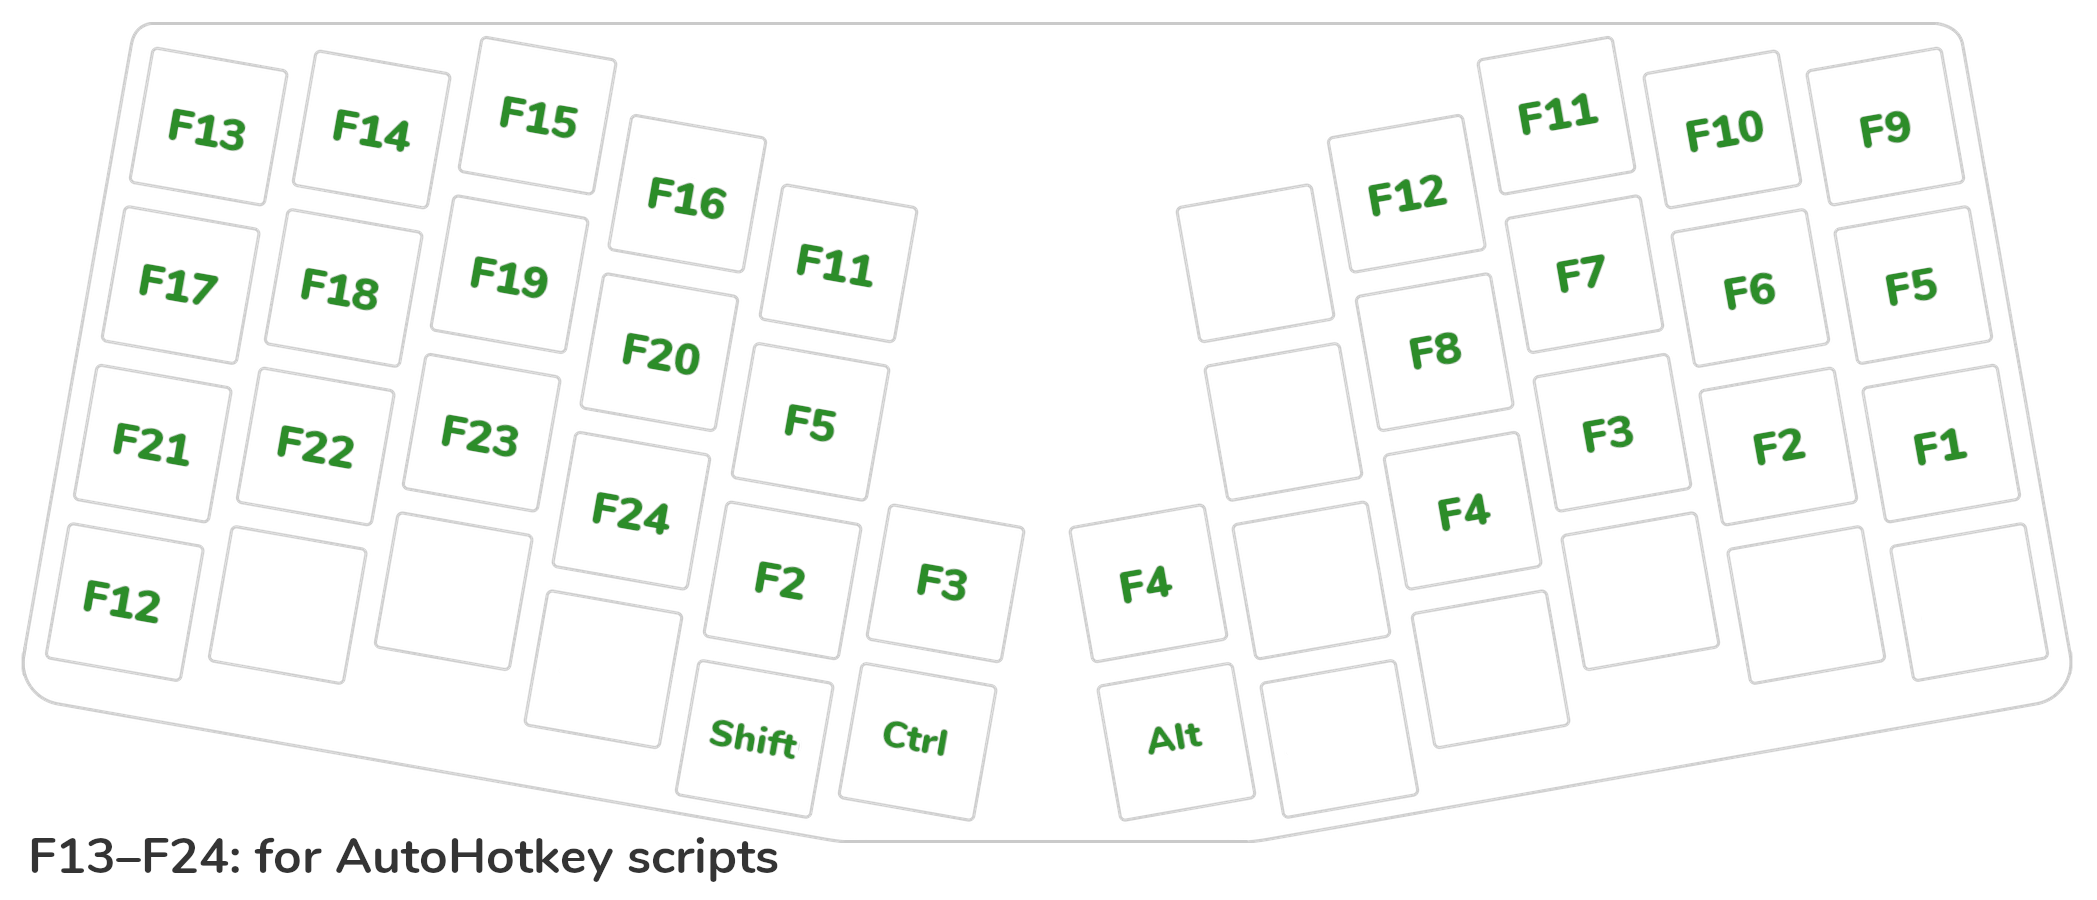 F13 F14 F15 F16 F11 F12 F11 F10 F9
F17 F18 F19 F20 F5 F8 F7 F6 F5
F21 F22 F23 F24 F2 F3 F4 F4 F3 F2 F1
F12 Shift Ctrl Alt
F13–F24: for AutoHotkey scripts